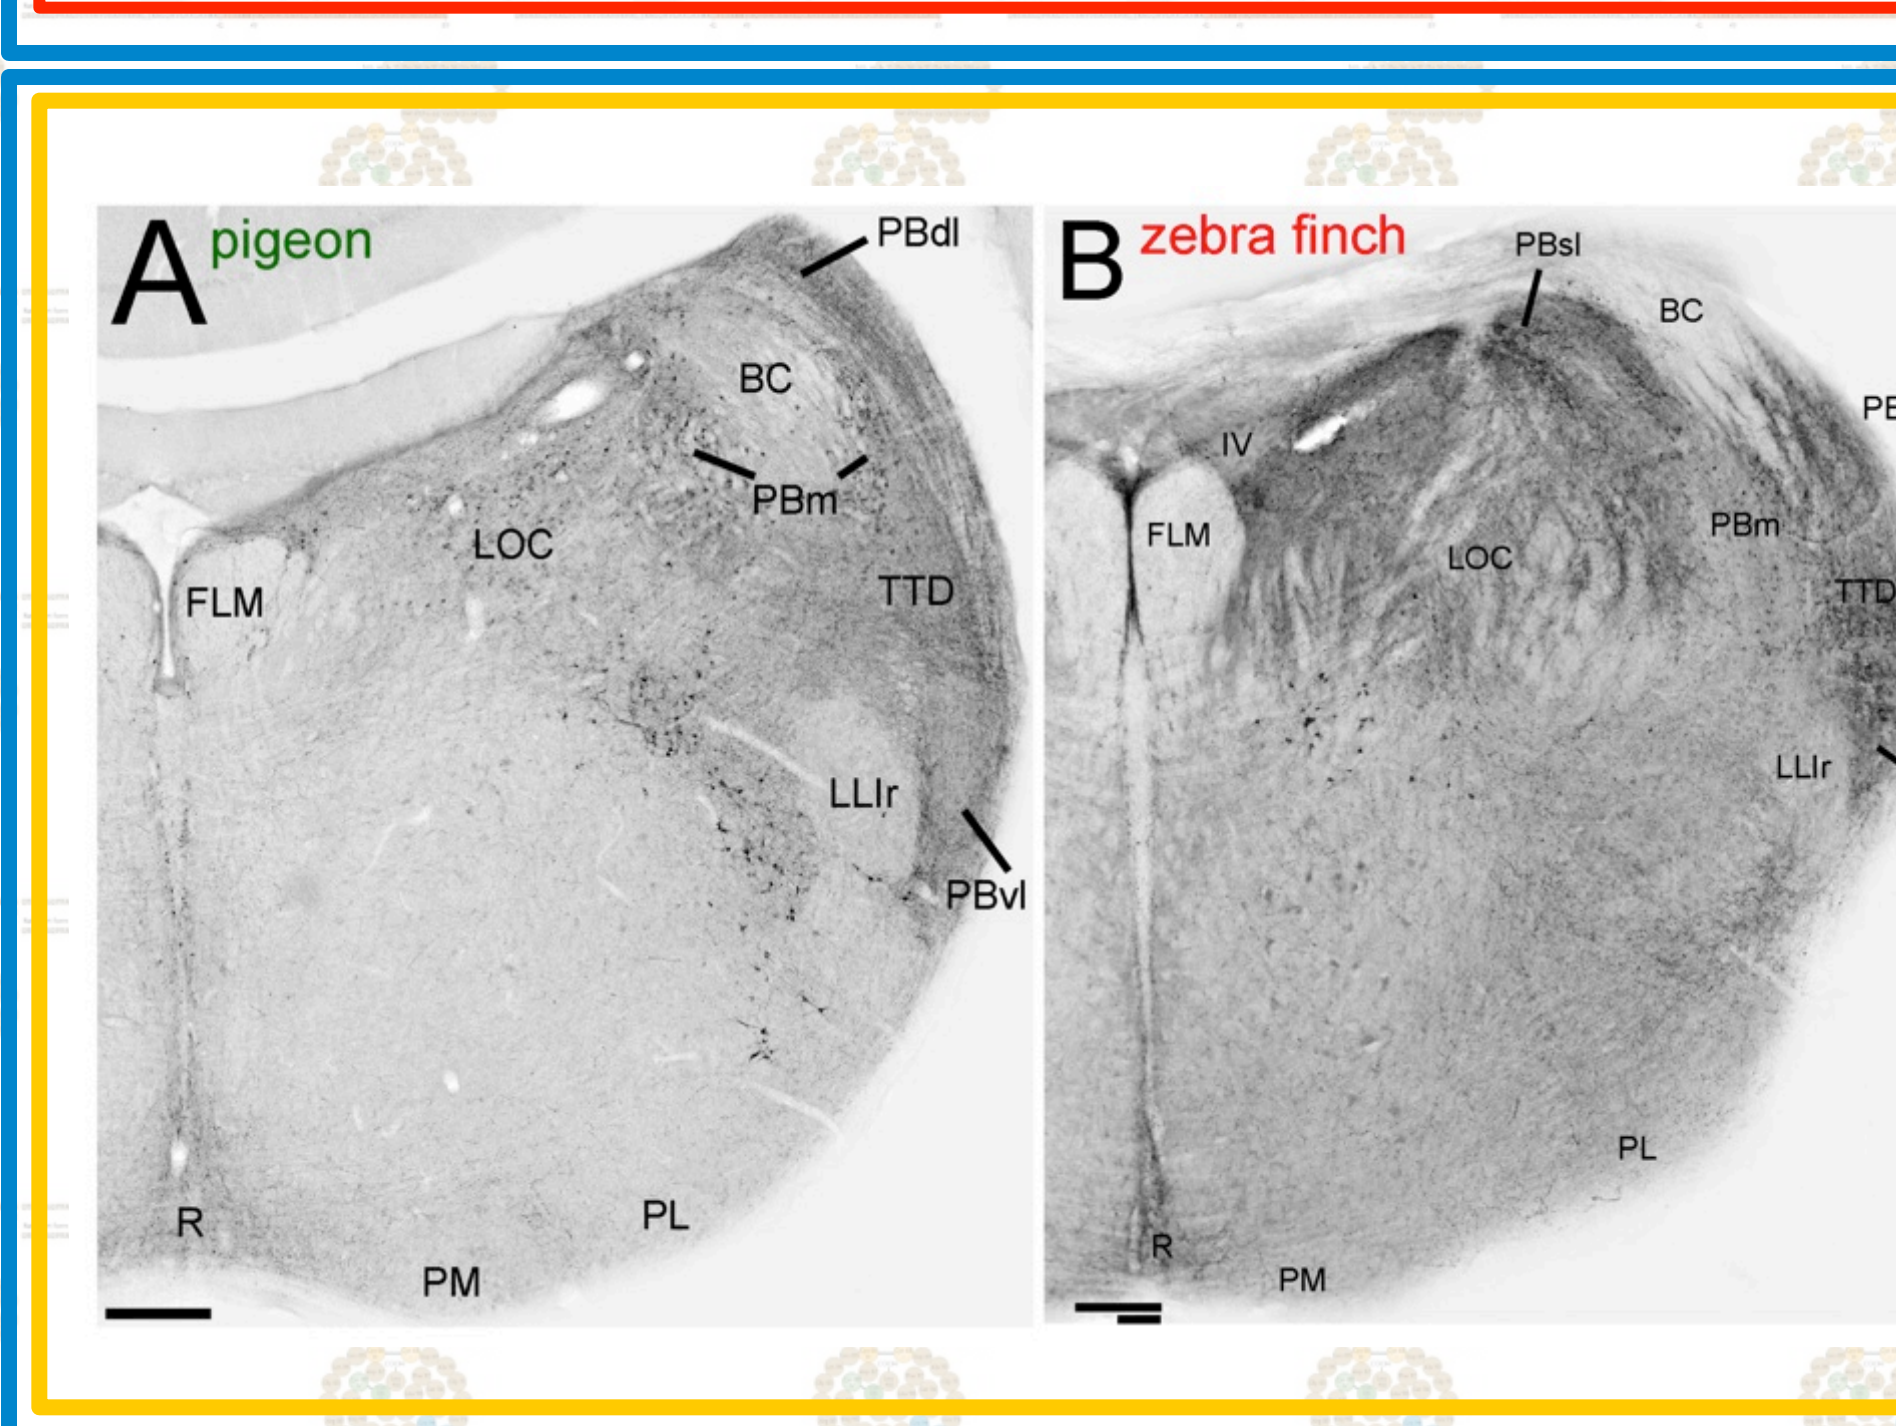 A pigeon
PBdl
BC
PBm
LOC
FLM
TTD
LLIr
PBvl
R
PL
PM
B zebra finch
PBsl
BC
IV
FLM
LOC
PBm
TTD
LLIr
PL
R
PM